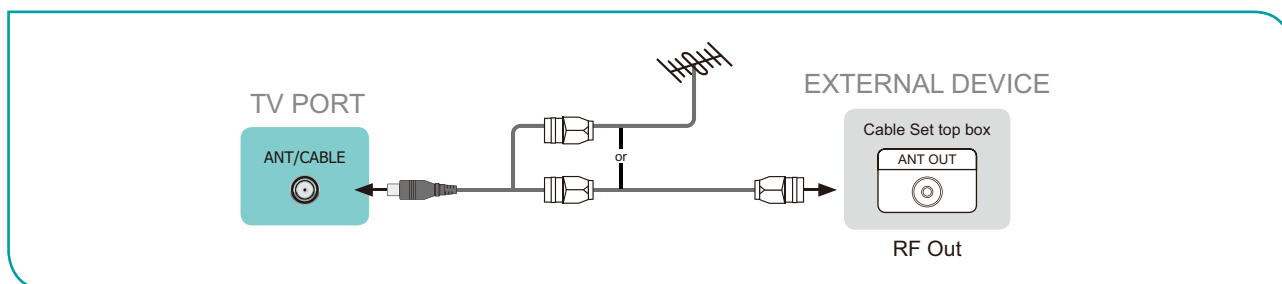 TV PORT
ANT/CABLE
or
EXTERNAL DEVICE
Cable Set top box
ANT OUT
RF Out